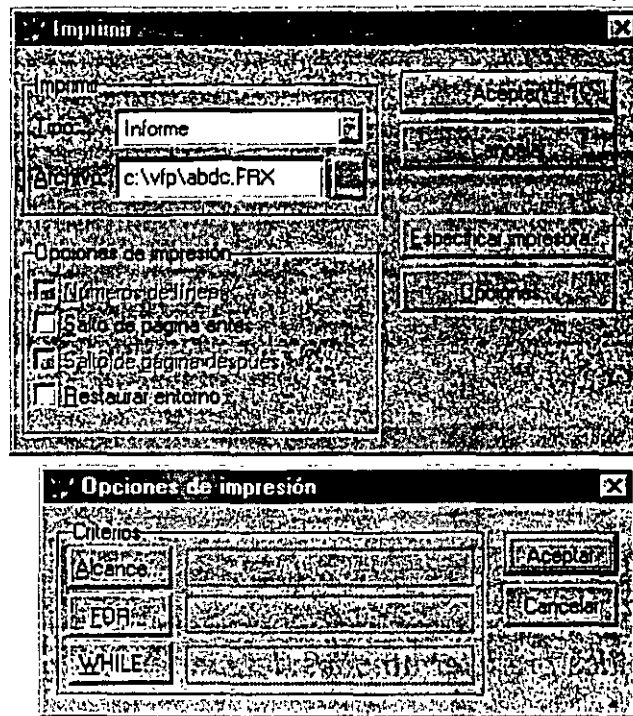 Imprimir
Imprimir
Aceptar
Tipo: Informe
Cancelar
Archivo: c:\vfp\abdc.FRX
Especificar impresora...
Opciones de impresión
Opciones...
Números de líneas
Salto de página antes
Salto de página después
Restaurar entorno
Opciones de impresión
Criterios
Alcance...
Aceptar
FOR...
Cancelar
WHILE...